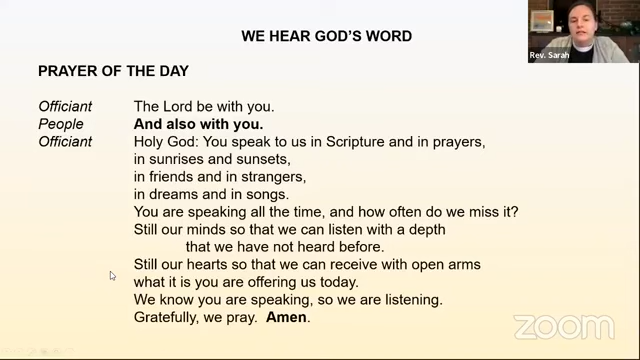 WE HEAR GOD'S WORD
Rev. Sarah
PRAYER OF THE DAY
Officiant The Lord be with you.
People And also with you.
Officiant Holy God: You speak to us in Scripture and in prayers,
in sunrises and sunsets,
in friends and in strangers,
in dreams and in songs.
You are speaking all the time, and how often do we miss it?
Still our minds so that we can listen with a depth
that we have not heard before.
Still our hearts so that we can receive with open arms
what it is you are offering us today.
We know you are speaking, so we are listening.
Gratefully, we pray. Amen.
zoom